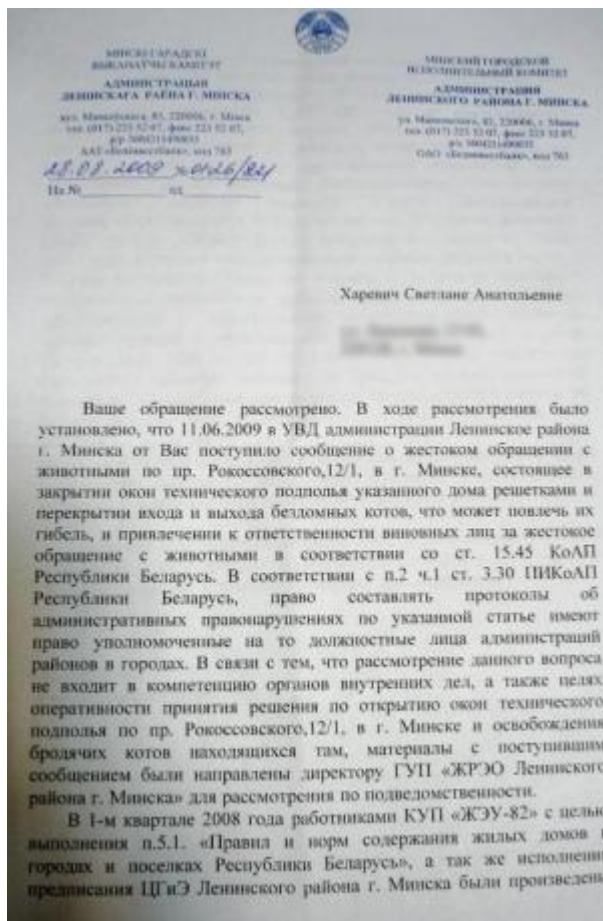 МІНСКІ ГАРАДСКІ
ВЫКАНАЎЧЫ КАМІТЭТ
АДМІНІСТРАЦЫЯ
ЛЕНИНСКАГА РАЁНА Г. МІНСКА
МИНСКИЙ ГОРОДСКОЙ
ИСПОЛНИТЕЛЬНЫЙ КОМИТЕТ
АДМИНИСТРАЦИЯ
ЛЕНИНСКОГО РАЙОНА Г. МИНСКА
28.08.2009
На №
Харевич Светлане Анатольевне
Ваше обращение рассмотрено. В ходе рассмотрения было
установлено, что 11.06.2009 в УВД администрации Ленинское района
г. Минска от Вас поступило сообщение о жестоком обращении с
животными по пр. Рокоссовского,12/1, в г. Минске, состоящее в
закрытии окон технического подполья указанного дома решетками и
перекрытии входа и выхода бездомных котов, что может повлечь их
гибель, и привлечении к ответственности виновных лиц за жестокое
обращение с животными в соответствии со ст. 15.45 КоАП
Республики Беларусь. В соответствии с п.2 ч.1 ст. 3.30 ПИКоАП
Республики Беларусь, право составлять протоколы об
административных правонарушениях по указанной статье имеют
право уполномоченные на то должностные лица администраций
районов в городах. В связи с тем, что рассмотрение данного вопроса
не входит в компетенцию органов внутренних дел, а также целях
оперативности принятия решения по открытию окон технического
подполья по пр. Рокоссовского,12/1, в г. Минске и освобождения
бродячих котов находящихся там, материалы с поступившим
сообщением были направлены директору ГУП «ЖРЭО Ленинского
района г. Минска» для рассмотрения по подведомственности.
В 1-м квартале 2008 года работниками КУП «ЖЭУ-82» с целью
выполнения п.5.1. «Правил и норм содержания жилых домов в
городах и поселках Республики Беларусь», а так же исполнени
предписания ЦГиЭ Ленинского района г. Минска были произведены